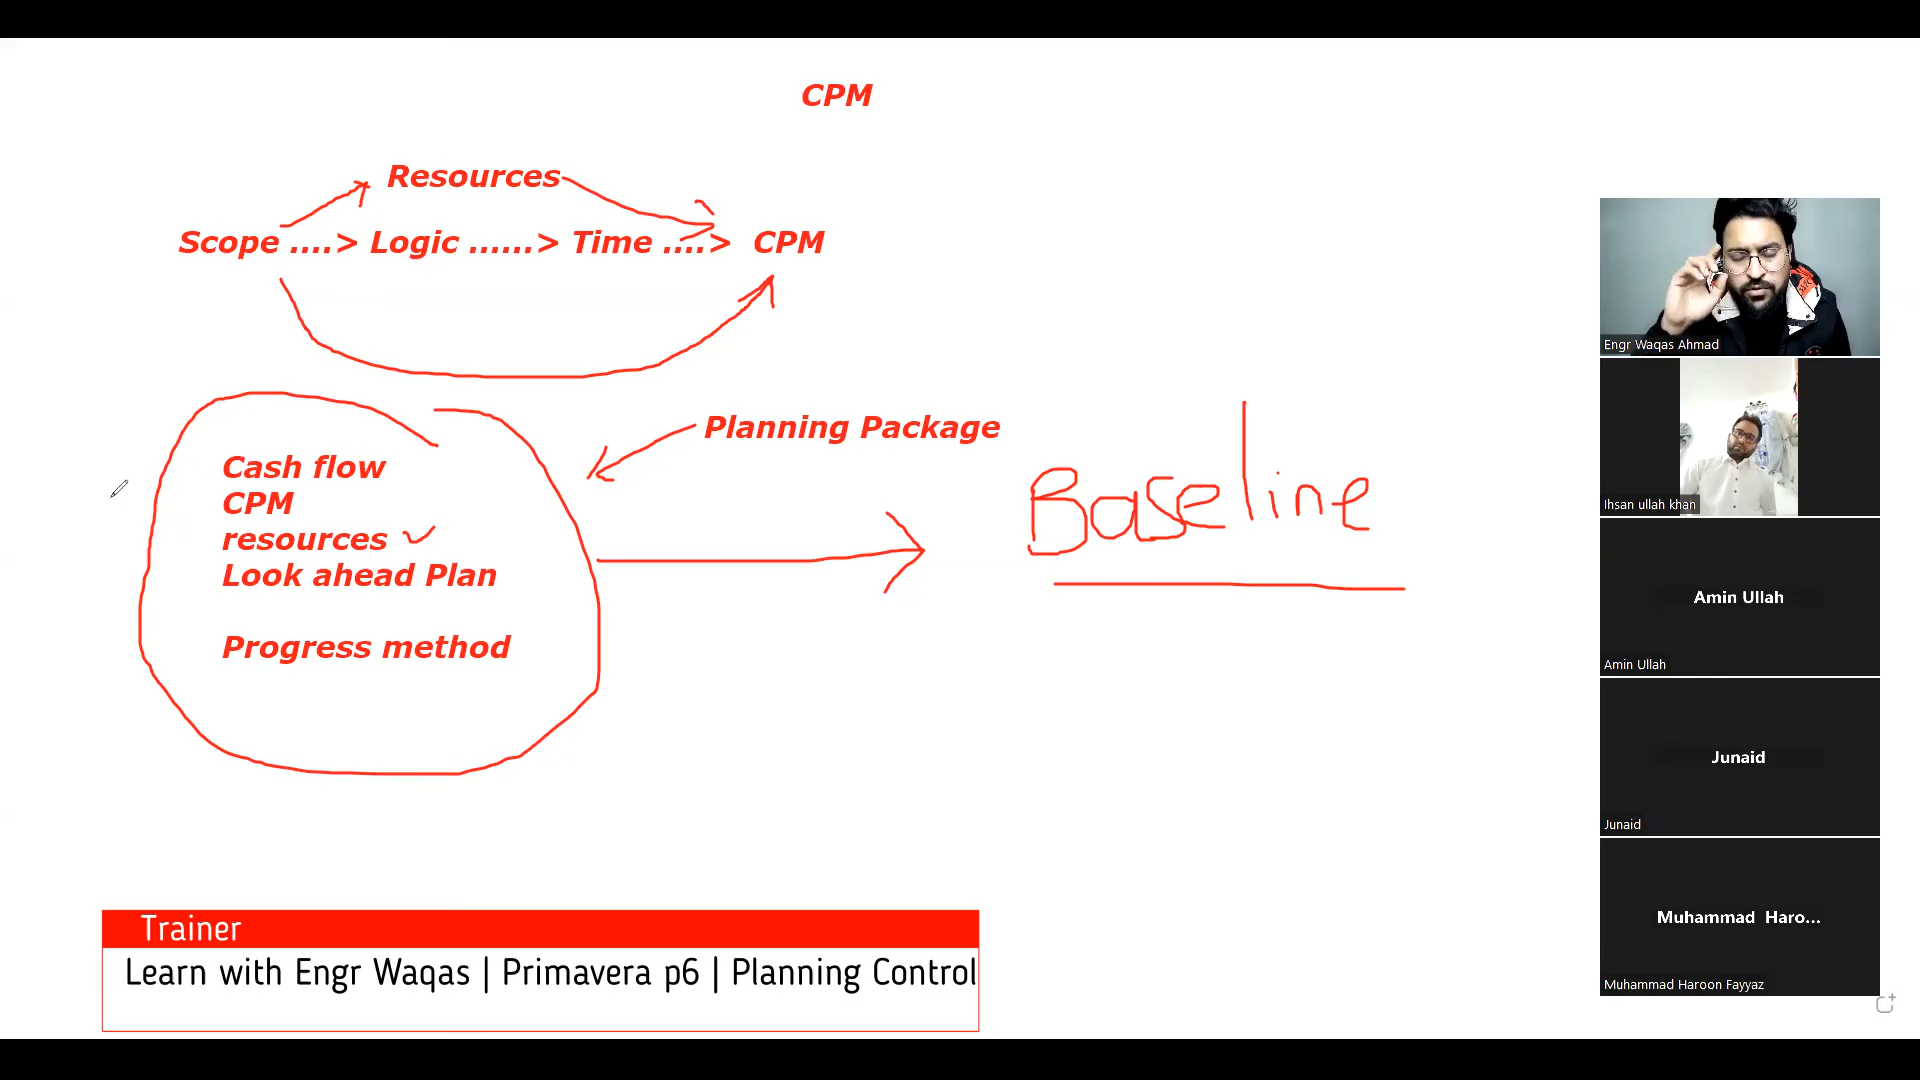 CPM
Resources
Scope ....> Logic ......> Time ....> CPM
Planning Package
Cash flow
CPM
resources
Look ahead Plan
Progress method
Baseline
Trainer
Learn with Engr Waqas | Primavera p6 | Planning Control
Engr Waqas Ahmad
Ihsan ullah khan
Amin Ullah
Amin Ullah
Junaid
Junaid
Muhammad Haro...
Muhammad Haroon Fayyaz